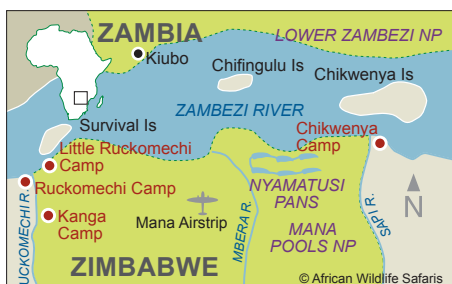 ZAMBIA
LOWER ZAMBEZI NP
Kiubo
Chifingulu Is
Chikwenya Is
ZAMBEZI RIVER
Survival Is
Little Ruckomechi
Camp
Chikwenya
Camp
Ruckomechi Camp
NYAMATUSI
PANS
Kanga
Camp
Mana Airstrip
MBERA R.
MANA
POOLS NP
SAPI R.
N
UCKOMECHI R.
ZIMBABWE
© African Wildlife Safaris